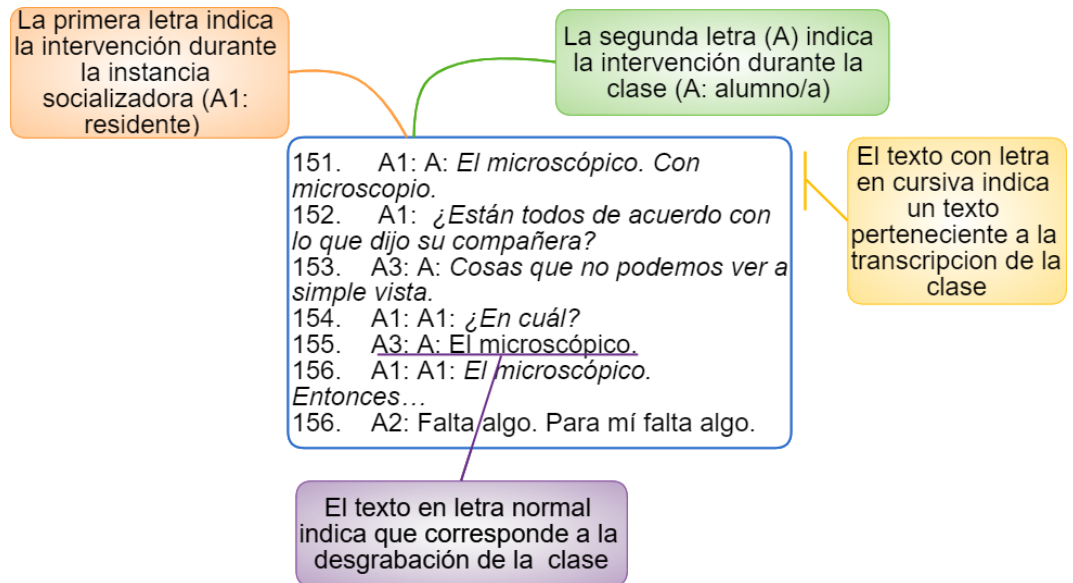 La primera letra indica
la intervención durante
la instancia
socializadora (A1:
residente)
La segunda letra (A) indica
la intervención durante la
clase (A: alumno/a)
151. A1: A: El microscópico. Con
microscopio.
152. A1: ¿Están todos de acuerdo con
lo que dijo su compañera?
153. A3: A: Cosas que no podemos ver a
simple vista.
154. A1: A1: ¿En cuál?
155. A3: A: El microscópico.
156. A1: A1: El microscópico.
Entonces…
156. A2: Falta algo. Para mí falta algo.
El texto con letra
en cursiva indica
un texto
perteneciente a la
transcripcion de la
clase
El texto en letra normal
indica que corresponde a la
desgrabación de la clase